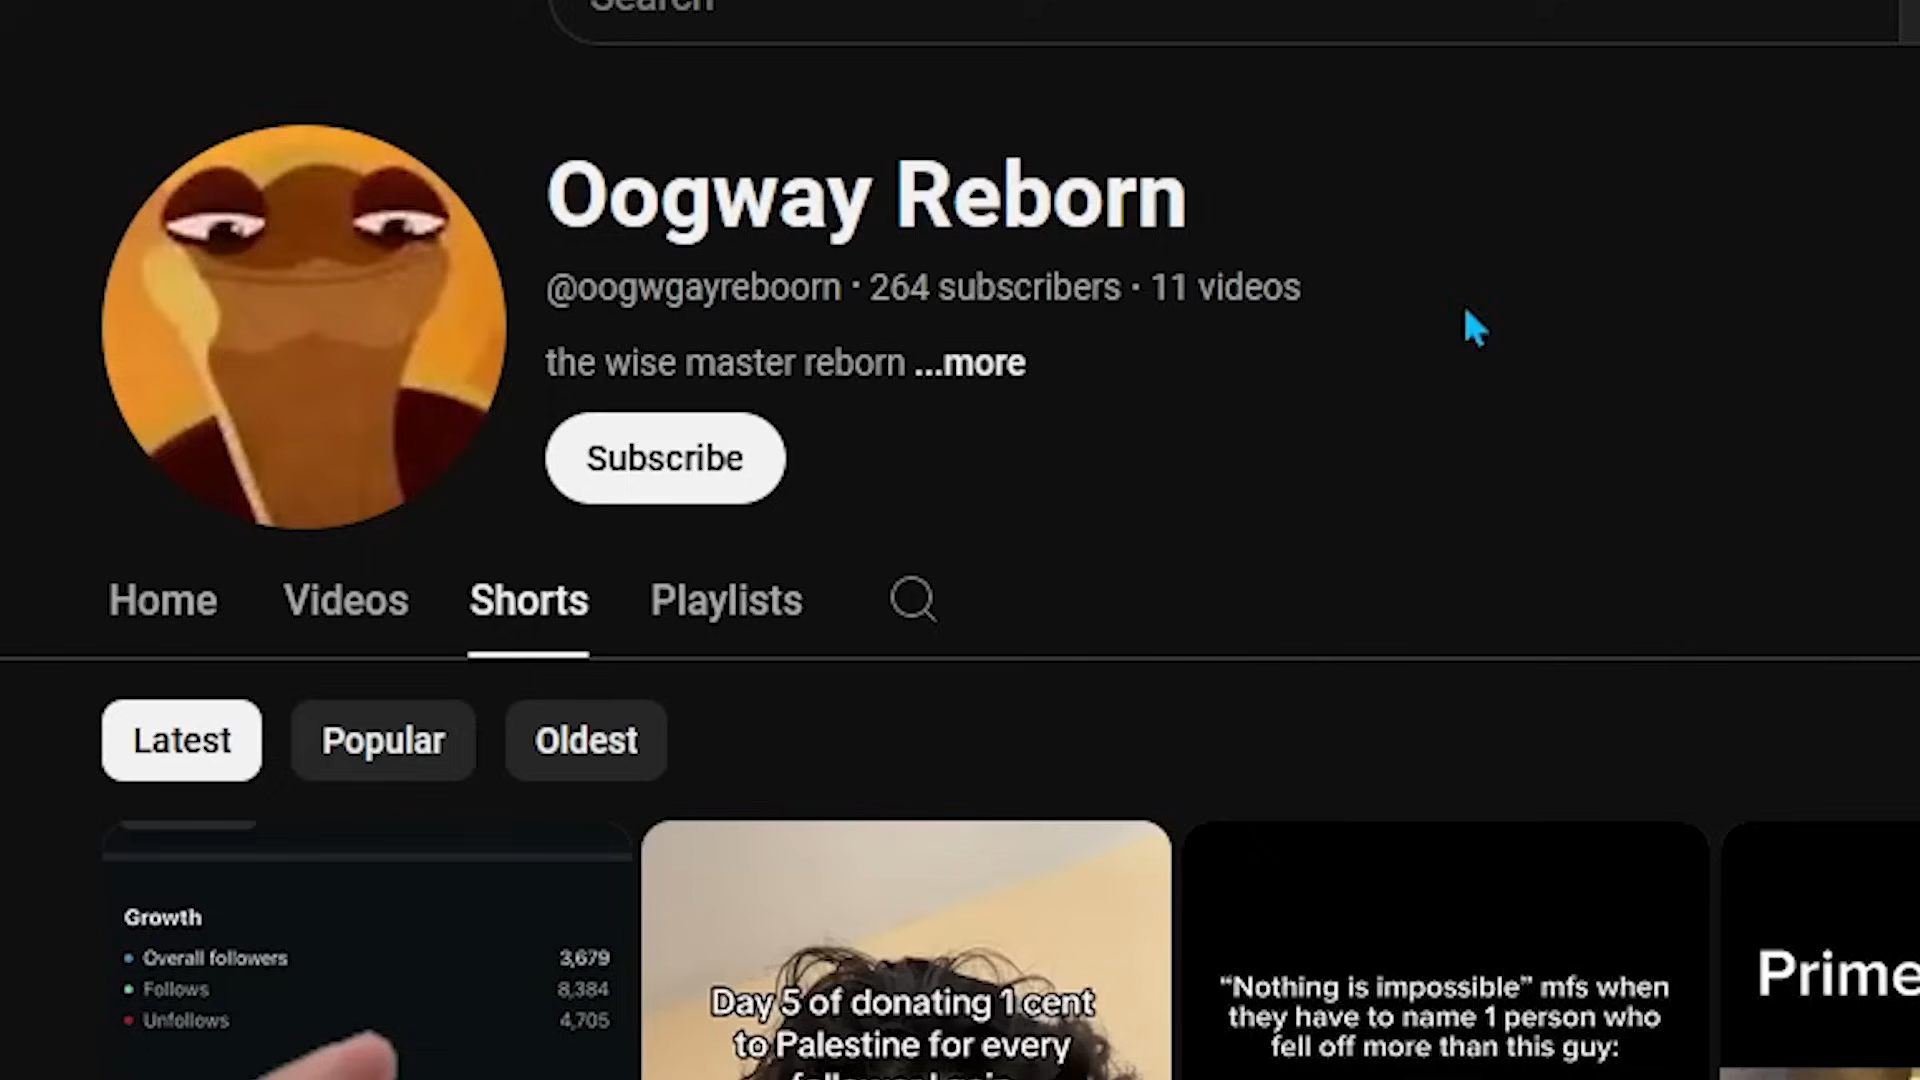 Search
Oogway Reborn
@oogwgayreboorn · 264 subscribers · 11 videos
the wise master reborn ...more
Subscribe
Home Videos Shorts Playlists
Latest Popular Oldest
Growth
Overall followers 3,679
Follows 8,384
Unfollows 4,705
Day 5 of donating 1 cent
to Palestine for every
“Nothing is impossible” mfs when
they have to name 1 person who
fell off more than this guy:
Prime